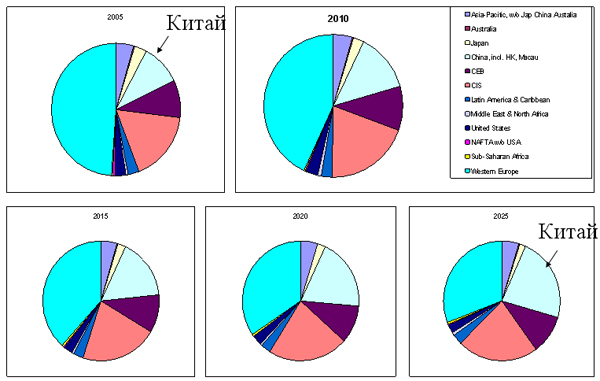 2005
Китай
2010
Asia-Pacific, w/o Jap China Austalia
Australia
Japan
China, incl. HK, Macau
CEB
CIS
Latin America & Caribbean
Middle East & North Africa
United States
NAFTA w/o USA
Sub-Saharan Africa
Western Europe
2015
2020
2025
Китай